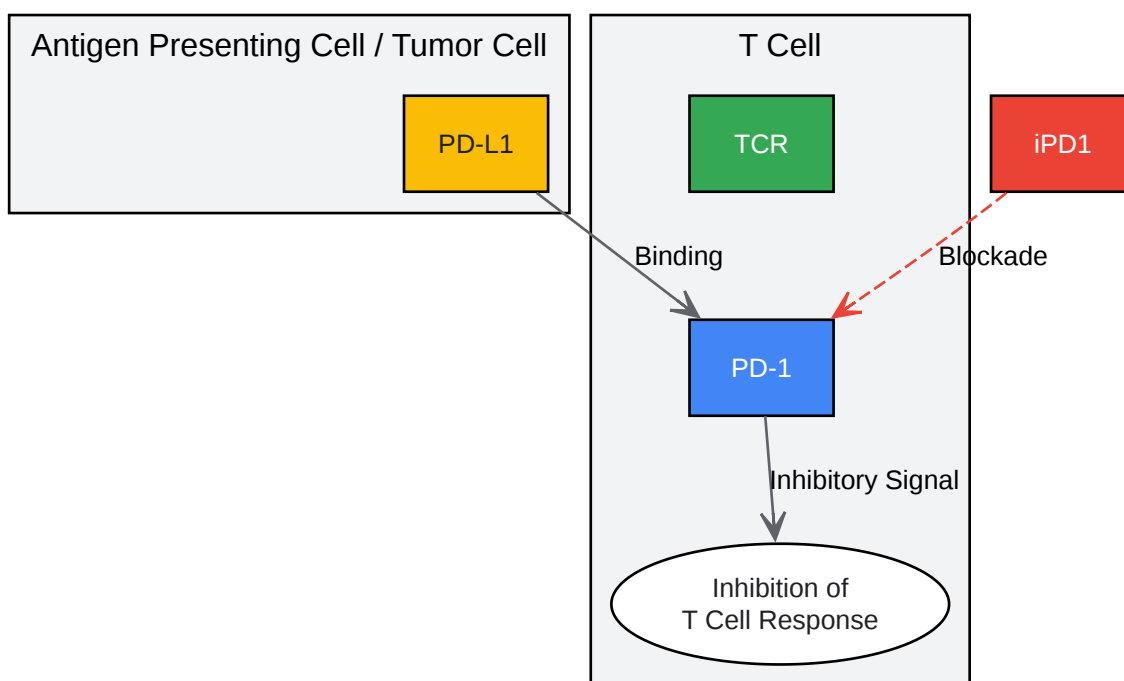 Antigen Presenting Cell / Tumor Cell
T Cell
PD-L1
TCR
iPD1
Binding
Blockade
PD-1
Inhibitory Signal
Inhibition of
T Cell Response